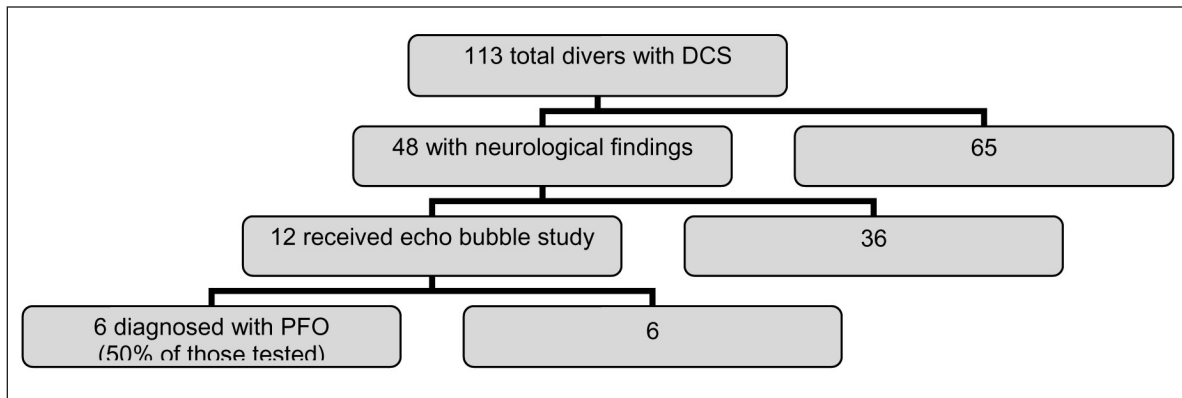 113 total divers with DCS
48 with neurological findings
65
12 received echo bubble study
36
6 diagnosed with PFO
(50% of those tested)
6